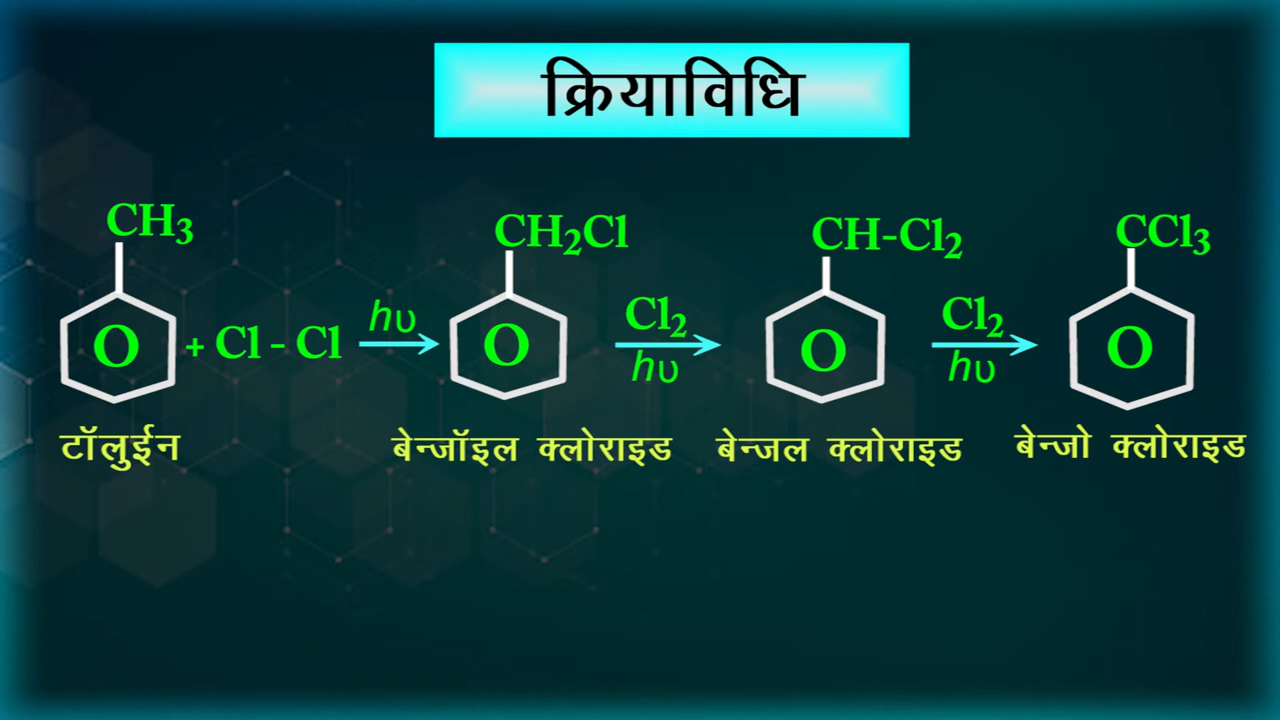 क्रियाविधि
CH3 CH2Cl CH-Cl2 CCl3
O + Cl - Cl hυ O Cl2 hυ O Cl2 hυ O
टॉलुईन बेन्जॉइल क्लोराइड बेन्जल क्लोराइड बेन्जो क्लोराइड